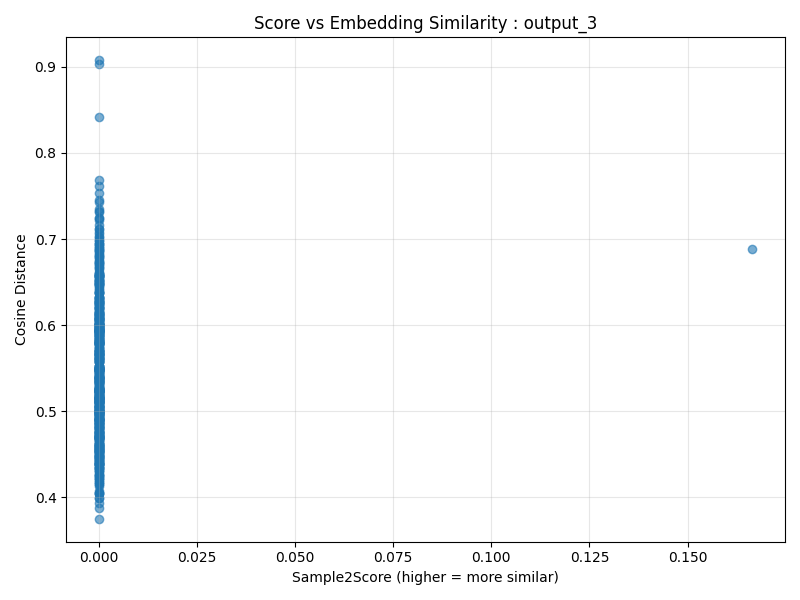 Score vs Embedding Similarity : output_3
0.9
0.8
0.7
0.6
0.5
0.4
Cosine Distance
0.000 0.025 0.050 0.075 0.100 0.125 0.150
Sample2Score (higher = more similar)